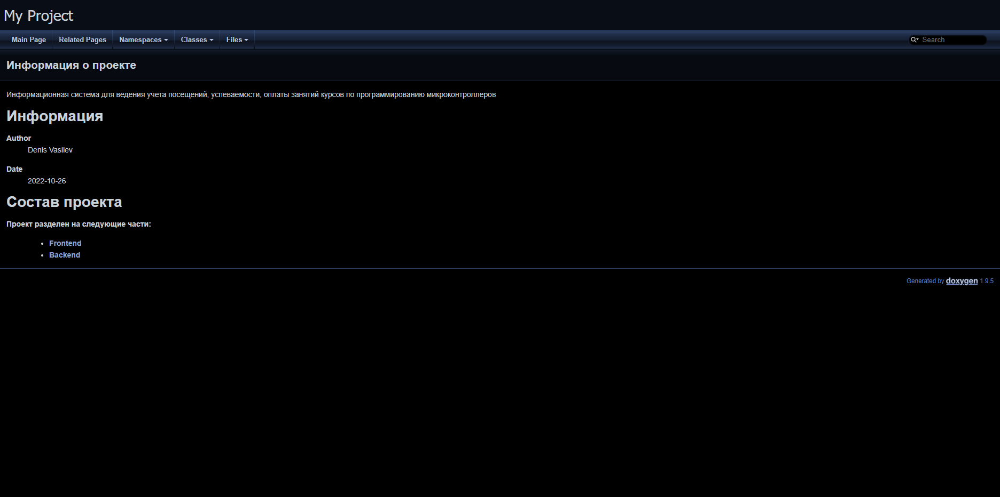 My Project
Main Page Related Pages Namespaces Classes Files Search
Информация о проекте
Информационная система для ведения учета посещений, успеваемости, оплаты занятий курсов по программированию микроконтроллеров
Информация
Author
Denis Vasilev
Date
2022-10-26
Состав проекта
Проект разделен на следующие части:
Frontend
Backend
Generated by doxygen 1.9.5